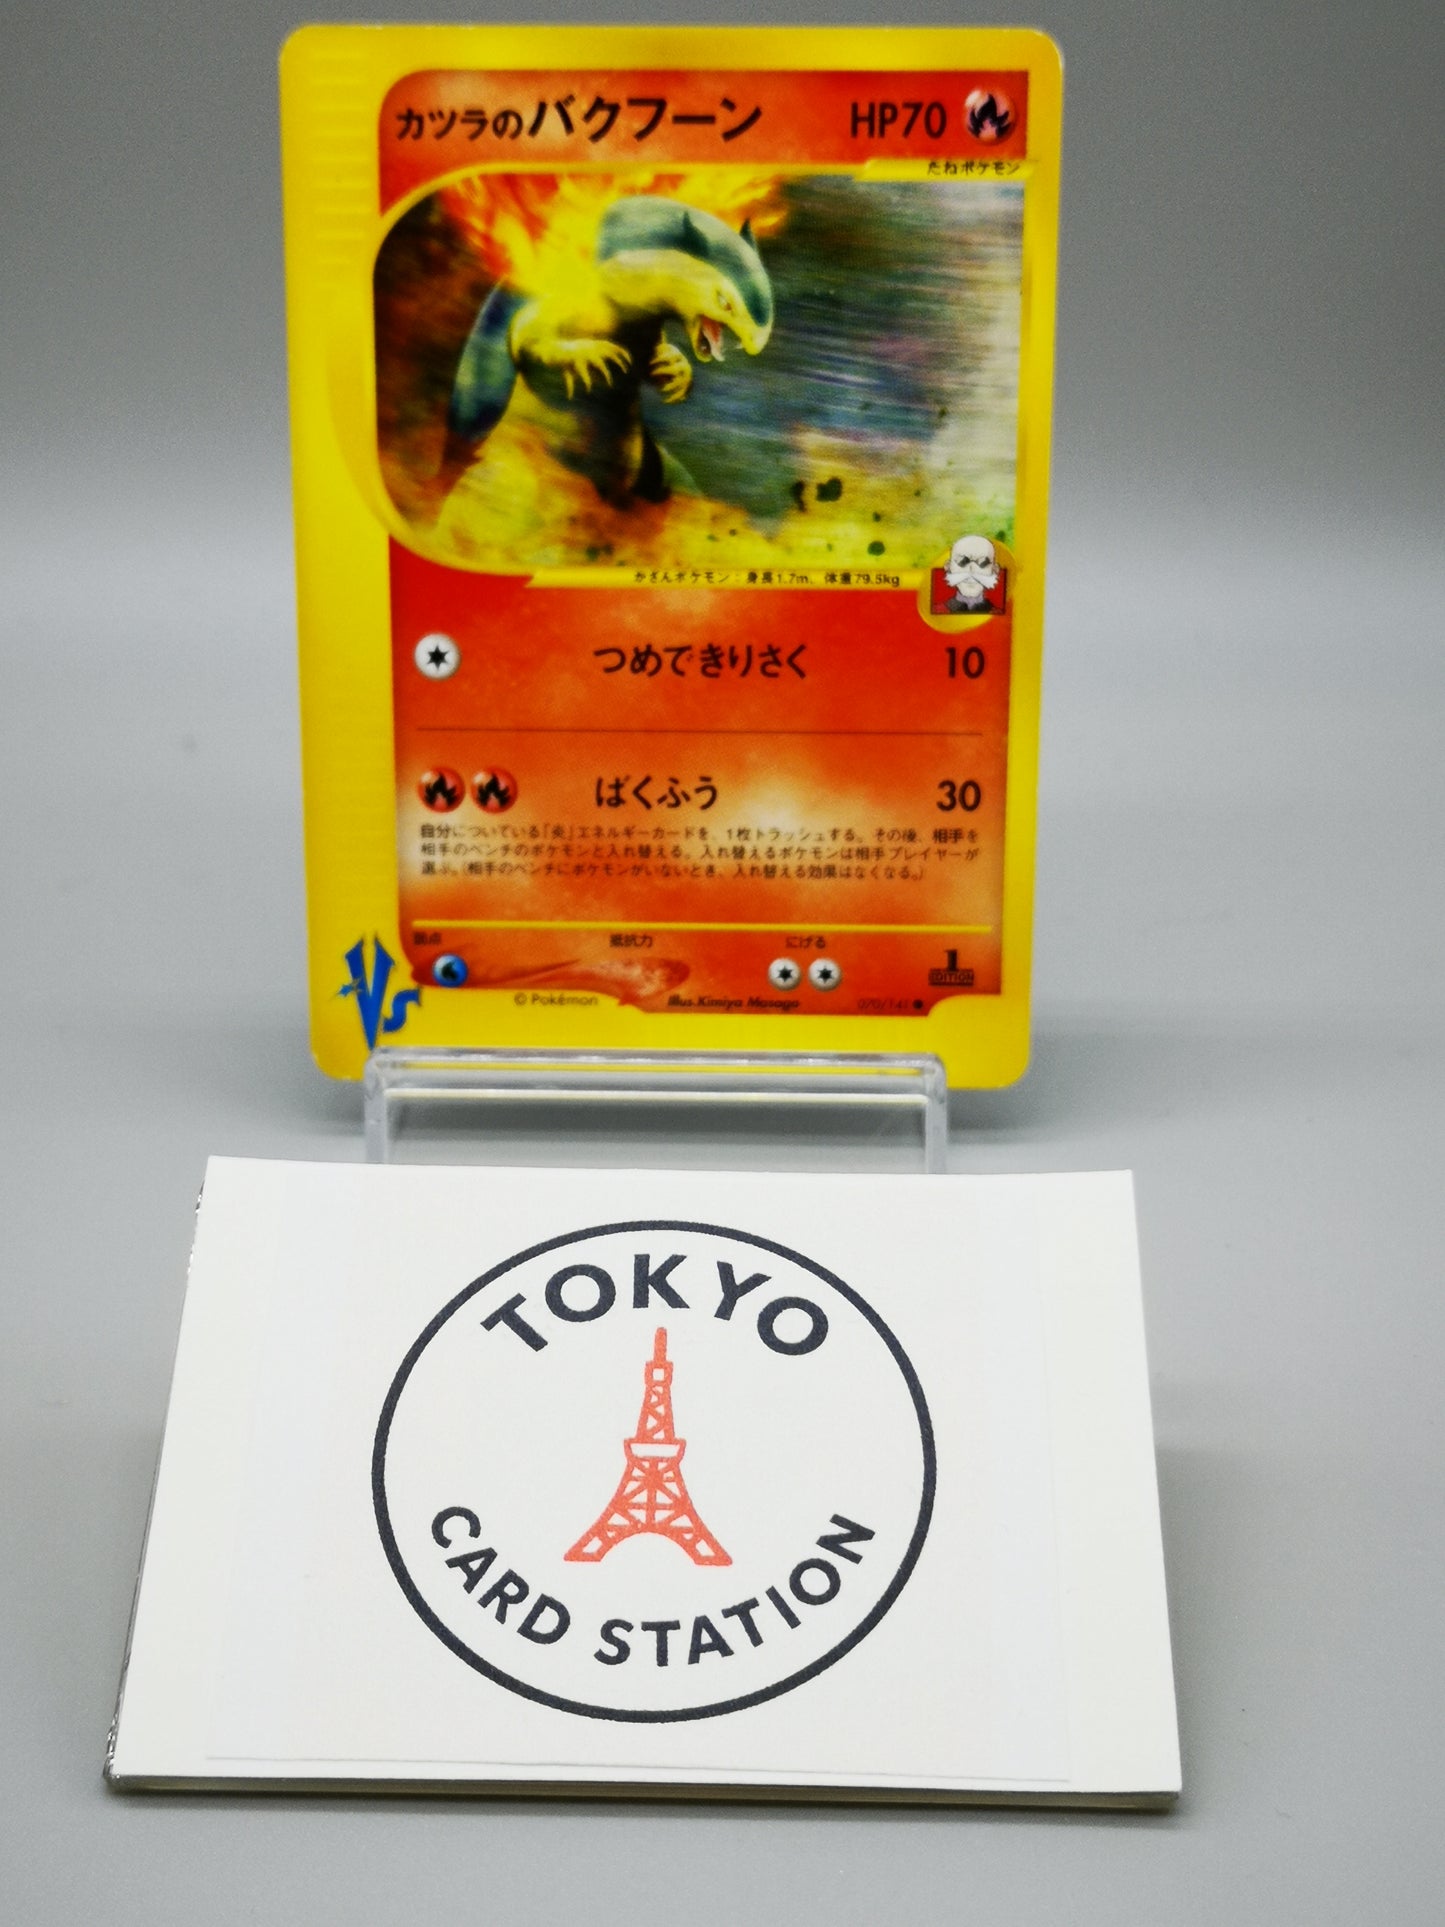 カツラのバクフーン HP70
たねポケモン
かざんポケモン：身長1.7m、体重79.5kg
つめできりさく 10
ばくふう 30
自分についている「炎」エネルギーカードを、1枚トラッシュする。その後、相手を
相手のベンチのポケモンと入れ替える。入れ替えるポケモンは相手プレイヤーが
選ぶ。（相手のベンチにポケモンがいないとき、入れ替える効果はなくなる。）
弱点 抵抗力 にげる
1
EDITION
VS
© Pokémon Illus.Kimiya Masago 070/141
TOKYO
CARD STATION